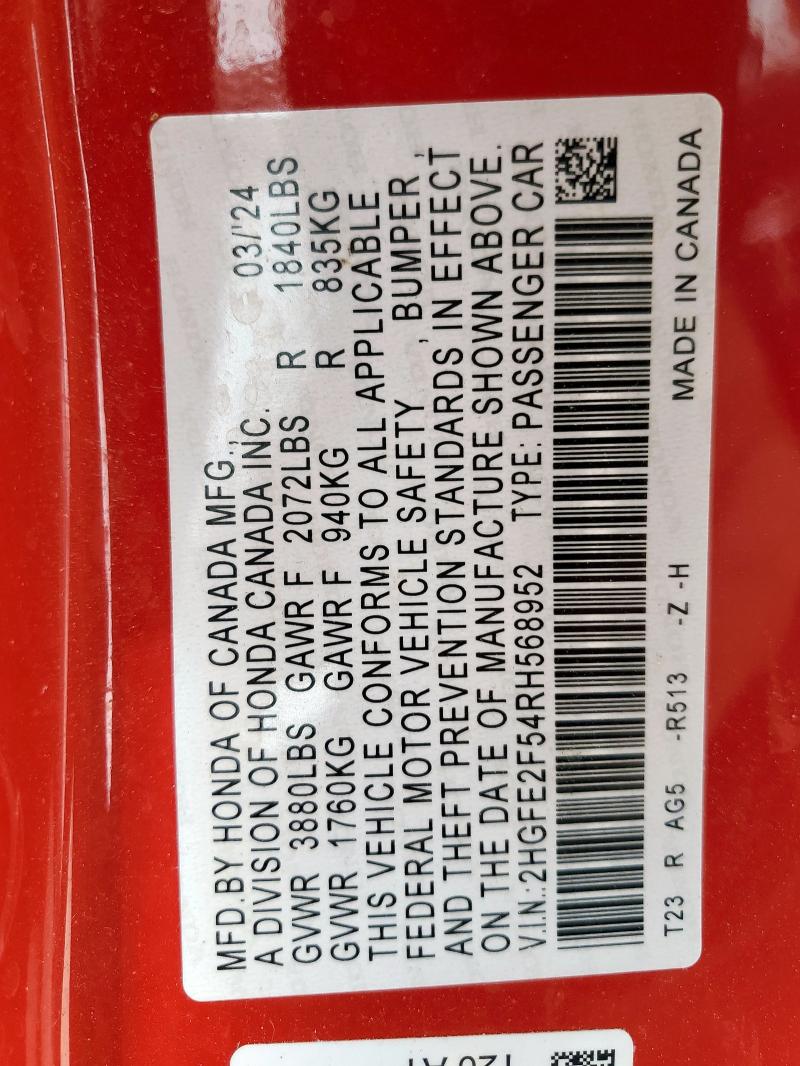 MFD.BY HONDA OF CANADA MFG.,
A DIVISION OF HONDA CANADA INC. 03/'24
GVWR 3880LBS GAWR F 2072LBS R 1840LBS
GVWR 1760KG GAWR F 940KG R 835KG
THIS VEHICLE CONFORMS TO ALL APPLICABLE
FEDERAL MOTOR VEHICLE SAFETY , BUMPER ,
AND THEFT PREVENTION STANDARDS IN EFFECT
ON THE DATE OF MANUFACTURE SHOWN ABOVE.
V.I.N.:2HGFE2F54RH568952 TYPE: PASSENGER CAR
T23 R AG5 -R513 -Z -H MADE IN CANADA